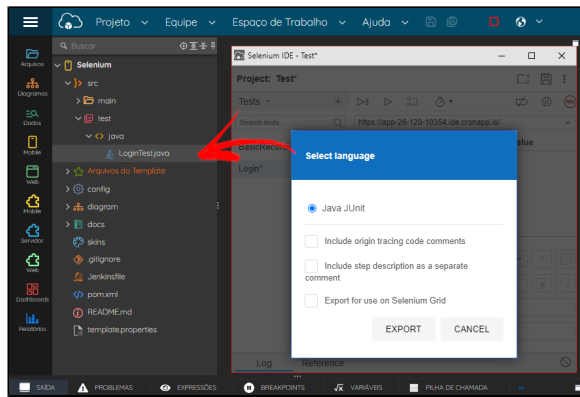 Projeto Equipe Espaço de Trabalho Ajuda
Buscar
Arquivos
Diagramas
Dados
Mobile
Web
Mobile
Servidor
Web
Dashboards
Relatórios
Selenium
src
main
test
java
LoginTest.java
Arquivos do Template
config
diagram
docs
skins
.gitignore
Jenkinsfile
pom.xml
README.md
template.properties
Selenium IDE - Test*
Project: Test*
Tests
Search tests...
https://app-26-120-10354.ide.cronapp.io/
Login*
Select language
Java JUnit
Include origin tracing code comments
Include step description as a separate
comment
Export for use on Selenium Grid
EXPORT CANCEL
Log Reference
SAÍDA PROBLEMAS EXPRESSÕES BREAKPOINTS VARIÁVEIS PILHA DE CHAMADA